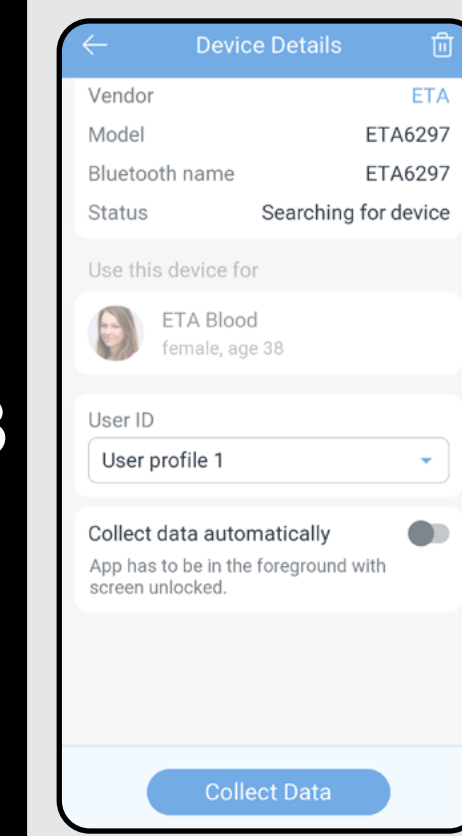 Device Details
Vendor ETA
Model ETA6297
Bluetooth name ETA6297
Status Searching for device
Use this device for
ETA Blood
female, age 38
User ID
User profile 1
Collect data automatically
App has to be in the foreground with
screen unlocked.
Collect Data